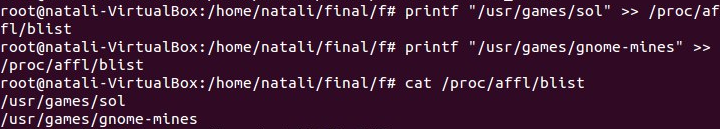 root@natali-VirtualBox:/home/natali/final/f# printf "/usr/games/sol" >> /proc/af
fl/blist
root@natali-VirtualBox:/home/natali/final/f# printf "/usr/games/gnome-mines" >>
/proc/affl/blist
root@natali-VirtualBox:/home/natali/final/f# cat /proc/affl/blist
/usr/games/sol
/usr/games/gnome-mines